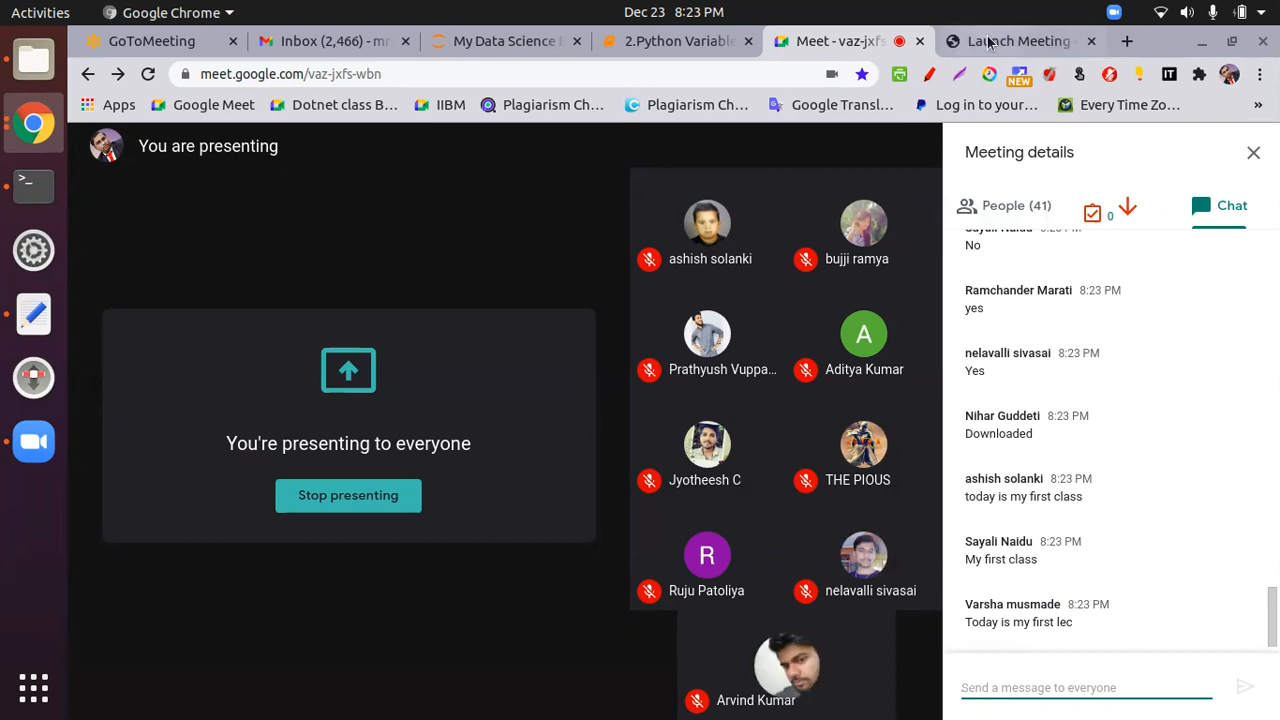 Activities
Google Chrome
Dec 23 8:23 PM
GoToMeeting
Inbox (2,466) - mr
My Data Science E
2.Python Variable
Meet - vaz-jxfs
Launch Meeting -
meet.google.com/vaz-jxfs-wbn
NEW
IT
Apps
Google Meet
Dotnet class B...
IIBM
Plagiarism Ch...
Plagiarism Ch...
Google Transl...
Log in to your...
Every Time Zo...
You are presenting
You're presenting to everyone
Stop presenting
ashish solanki
bujji ramya
Prathyush Vuppa...
A
Aditya Kumar
Jyotheesh C
THE PIOUS
R
Ruju Patoliya
nelavalli sivasai
Arvind Kumar
Meeting details
People (41)
0
Chat
No
Ramchander Marati 8:23 PM
yes
nelavalli sivasai 8:23 PM
Yes
Nihar Guddeti 8:23 PM
Downloaded
ashish solanki 8:23 PM
today is my first class
Sayali Naidu 8:23 PM
My first class
Varsha musmade 8:23 PM
Today is my first lec
Send a message to everyone